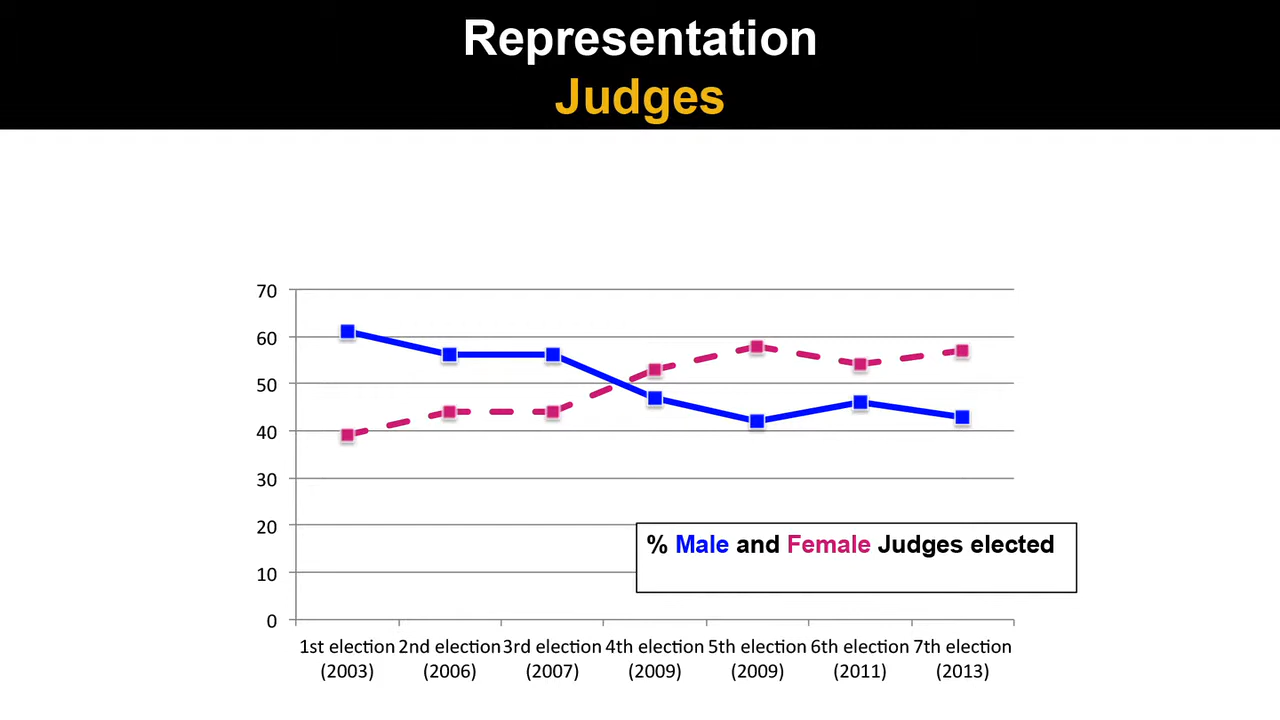 Representation
Judges
70
60
50
40
30
20
10
0
% Male and Female Judges elected
1st election 2nd election 3rd election 4th election 5th election 6th election 7th election
(2003) (2006) (2007) (2009) (2009) (2011) (2013)